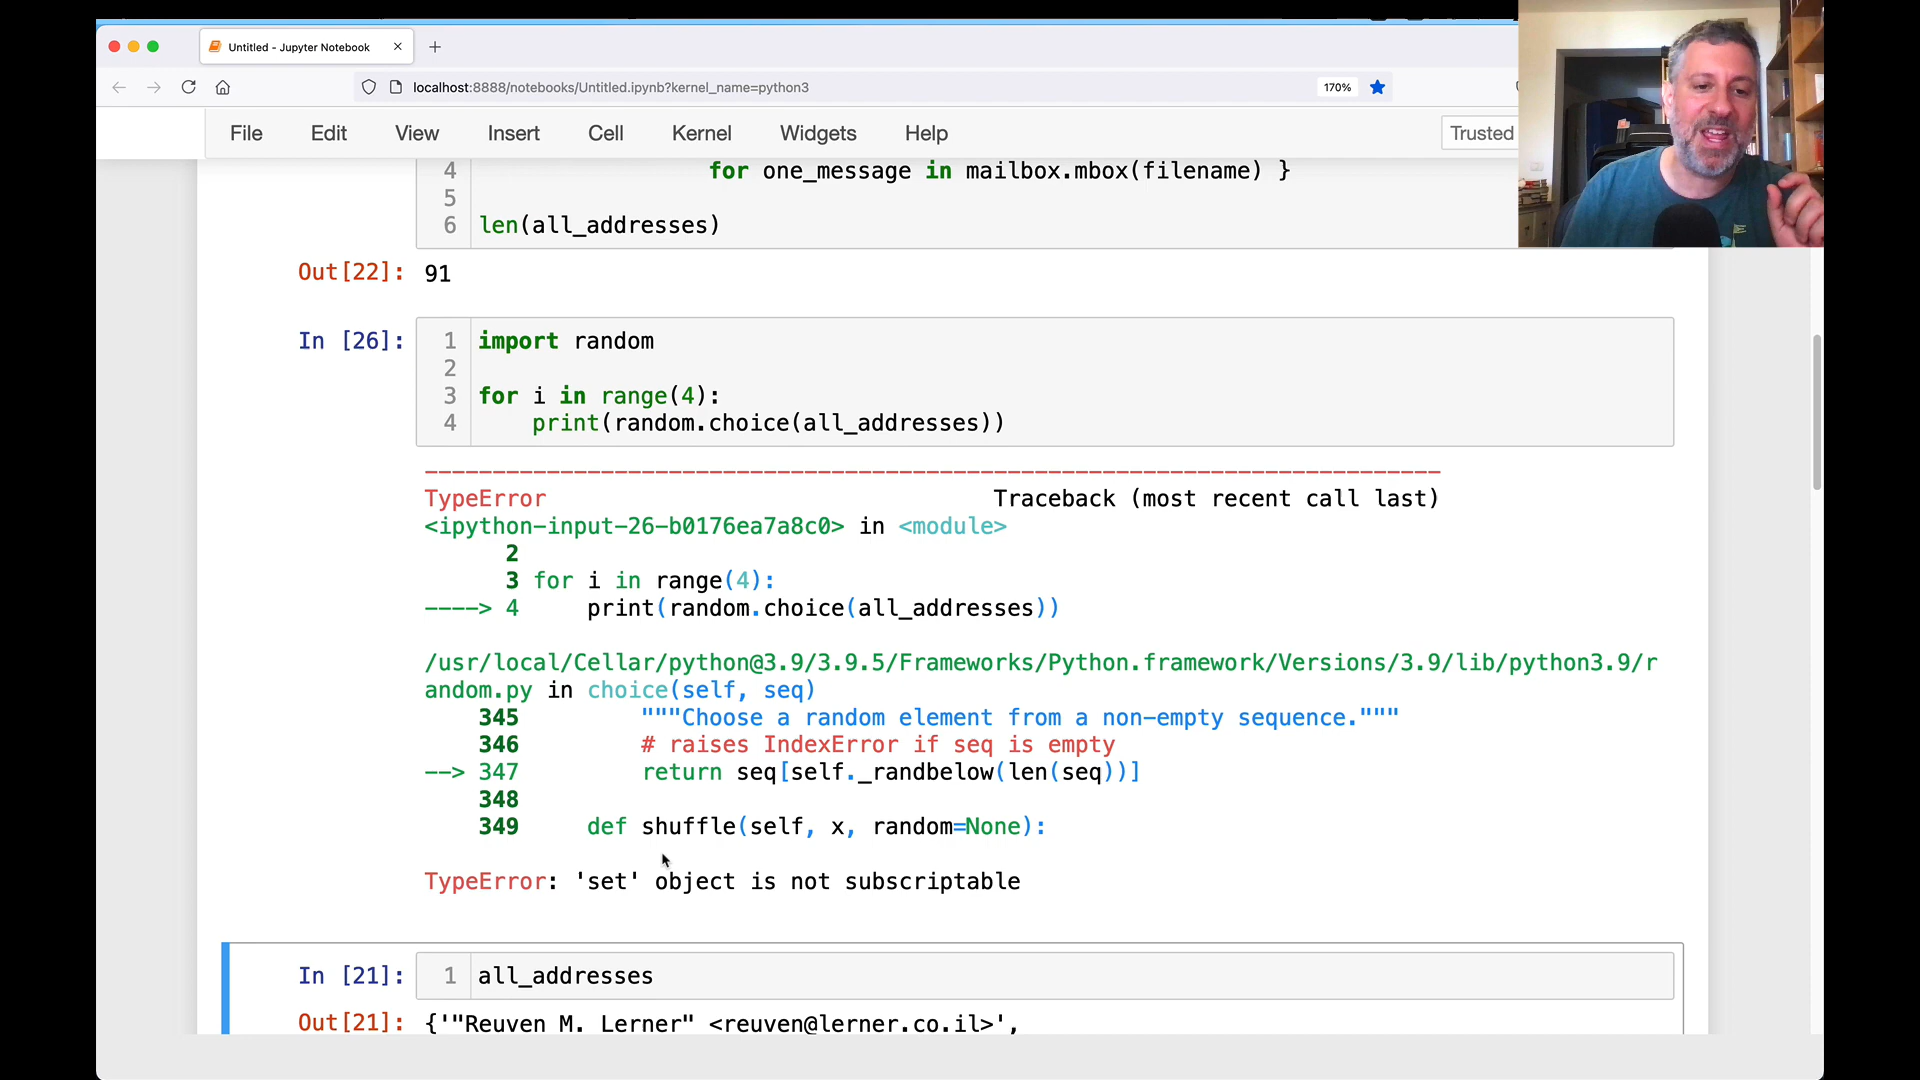 Untitled - Jupyter Notebook
localhost:8888/notebooks/Untitled.ipynb?kernel_name=python3
170%
File Edit View Insert Cell Kernel Widgets Help
Trusted
4 for one_message in mailbox.mbox(filename) }
5
6 len(all_addresses)
Out[22]: 91
In [26]: 1 import random
2
3 for i in range(4):
4 print(random.choice(all_addresses))
---------------------------------------------------------------------------
TypeError Traceback (most recent call last)
<ipython-input-26-b0176ea7a8c0> in <module>
2
3 for i in range(4):
----> 4 print(random.choice(all_addresses))
/usr/local/Cellar/python@3.9/3.9.5/Frameworks/Python.framework/Versions/3.9/lib/python3.9/r
andom.py in choice(self, seq)
345 """Choose a random element from a non-empty sequence."""
346 # raises IndexError if seq is empty
--> 347 return seq[self._randbelow(len(seq))]
348
349 def shuffle(self, x, random=None):
TypeError: 'set' object is not subscriptable
In [21]: 1 all_addresses
Out[21]: {'"Reuven M. Lerner" <reuven@lerner.co.il>',